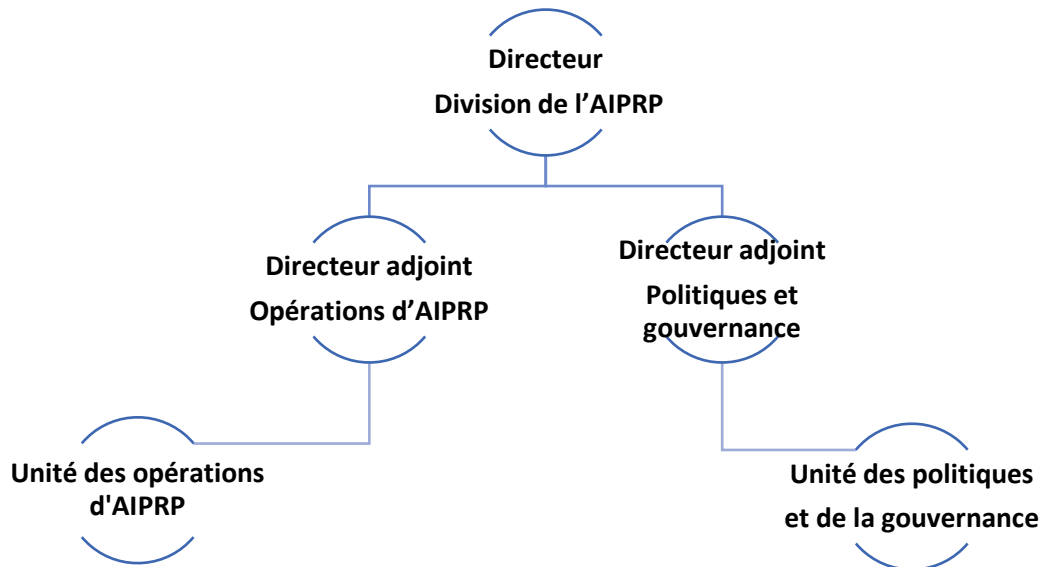 Directeur
Division de l’AIPRP
Directeur adjoint
Opérations d’AIPRP
Directeur adjoint
Politiques et
gouvernance
Unité des opérations
d'AIPRP
Unité des politiques
et de la gouvernance